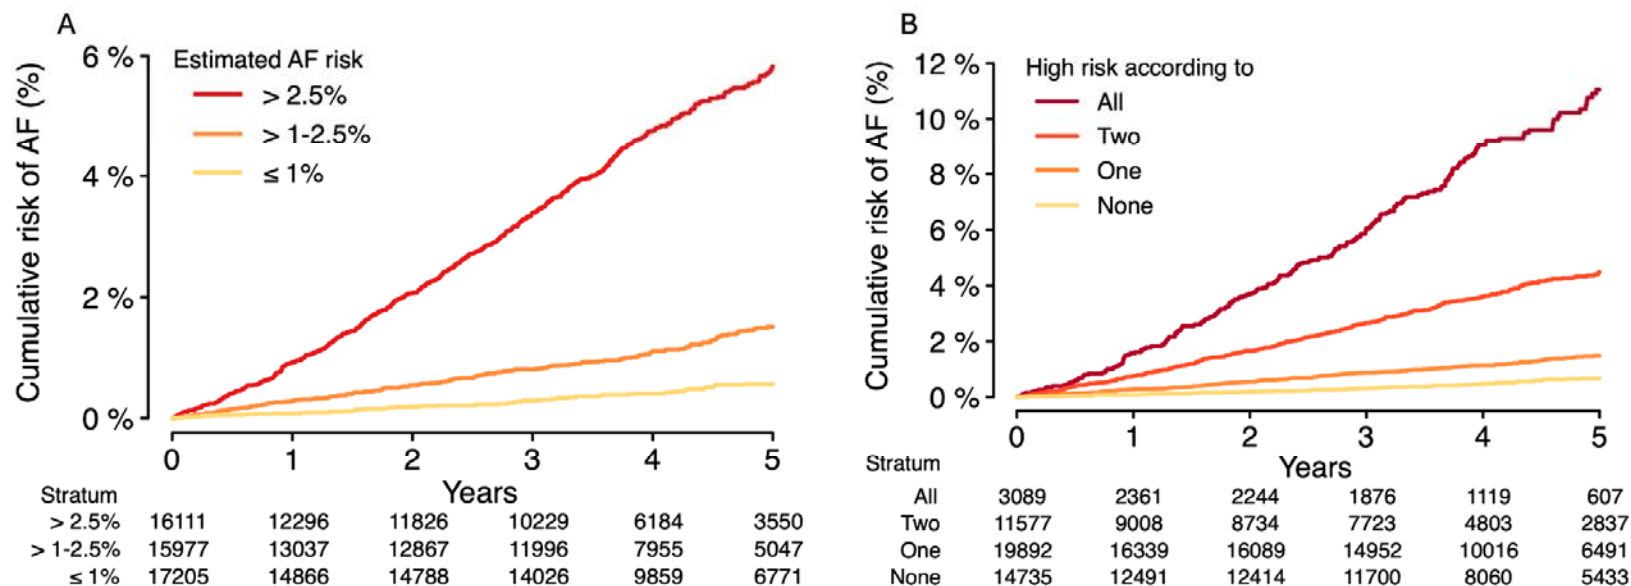 A
Cumulative risk of AF (%)
6 %
4 %
2 %
0 %
Estimated AF risk
> 2.5%
> 1-2.5%
≤ 1%
0 1 2 3 4 5
Years
Stratum
> 2.5% 16111 12296 11826 10229 6184 3550
> 1-2.5% 15977 13037 12867 11996 7955 5047
≤ 1% 17205 14866 14788 14026 9859 6771
B
Cumulative risk of AF (%)
12 %
10 %
8 %
6 %
4 %
2 %
0 %
High risk according to
All
Two
One
None
0 1 2 3 4 5
Years
Stratum
All 3089 2361 2244 1876 1119 607
Two 11577 9008 8734 7723 4803 2837
One 19892 16339 16089 14952 10016 6491
None 14735 12491 12414 11700 8060 5433